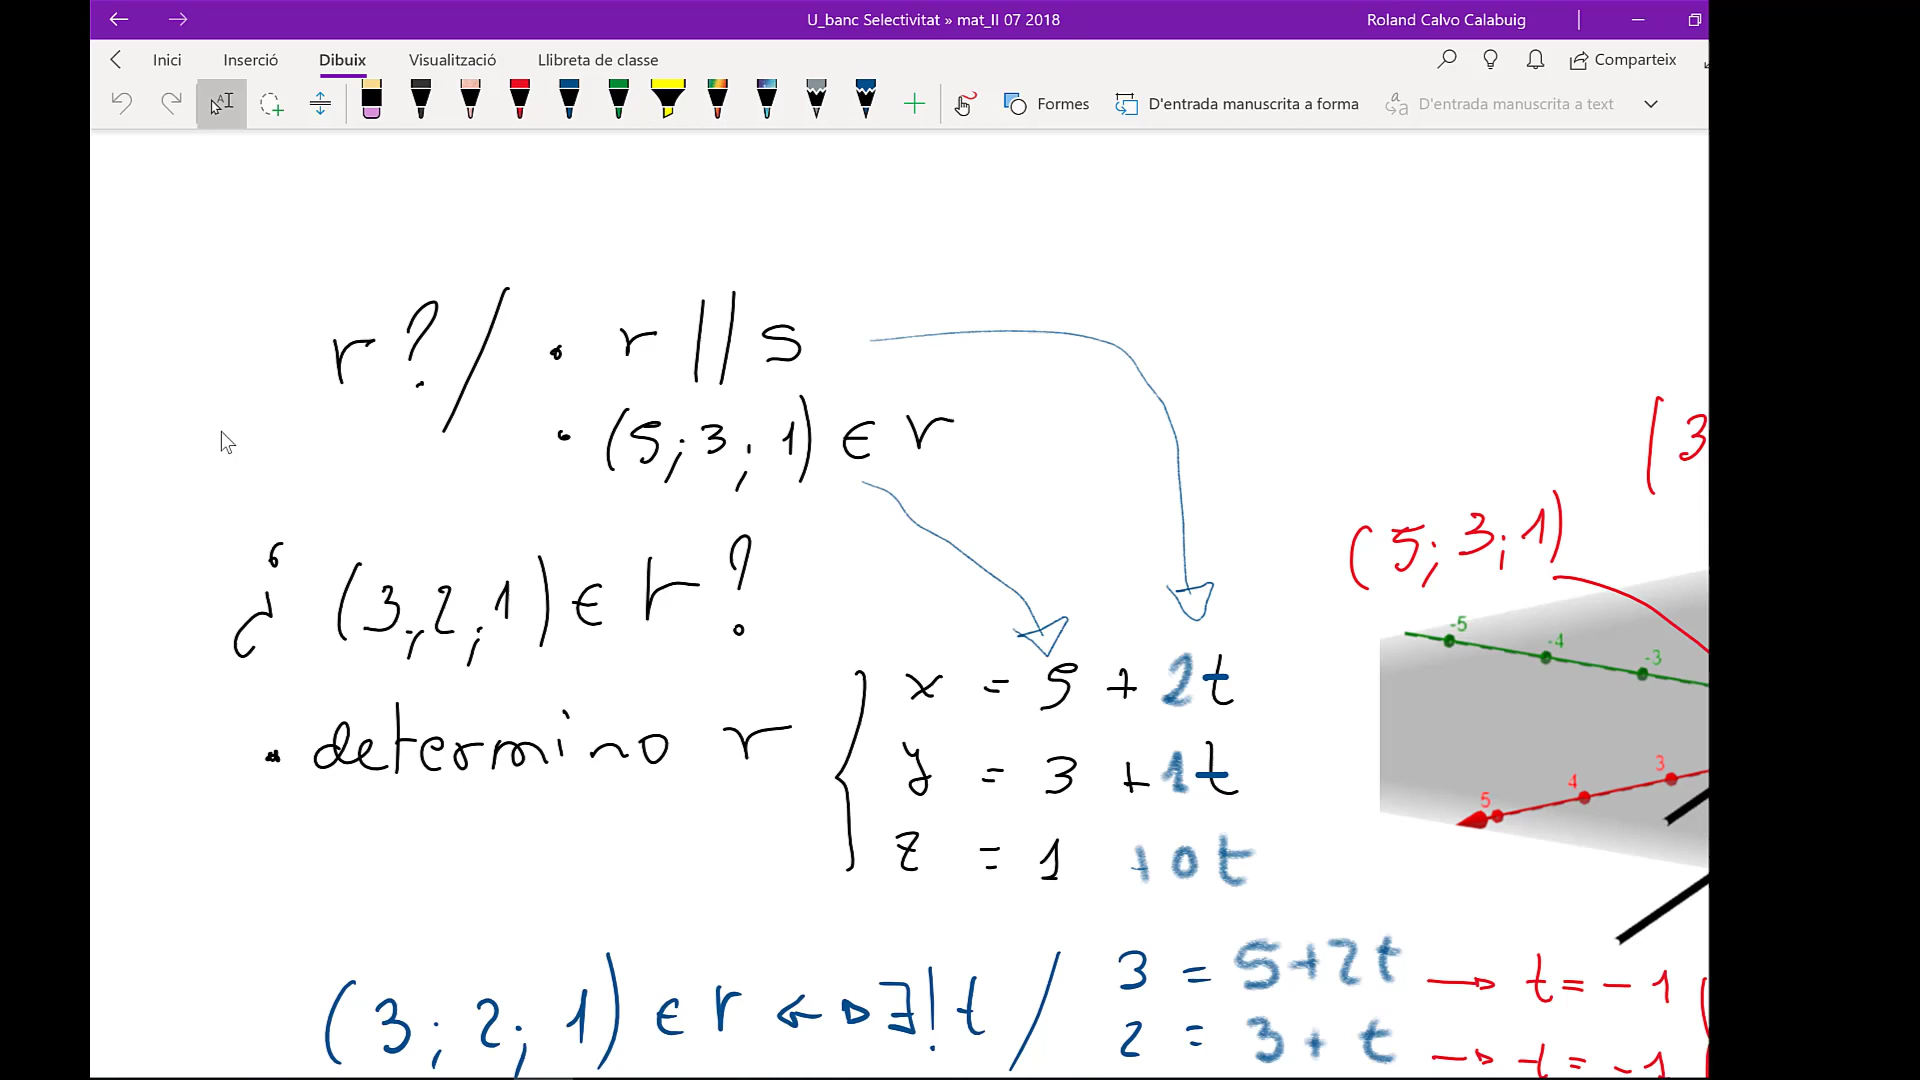 U_banc Selectivitat » mat_II 07 2018
Roland Calvo Calabuig
Inici Inserció Dibuix Visualització Llibreta de classe
Comparteix
Formes D'entrada manuscrita a forma D'entrada manuscrita a text
r?/ · r || s
· (5; 3; 1) ∈ r
¿ (3; 2; 1) ∈ r?
· determino r
x = 5 + 2t
y = 3 + 1t
z = 1 + 0t
(3; 2; 1) ∈ r ↔ ∃! t /
3 = 5+2t → t = -1
2 = 3+t → t = -1
(3
(5; 3; 1)
-5 -4 -3
5 4 3